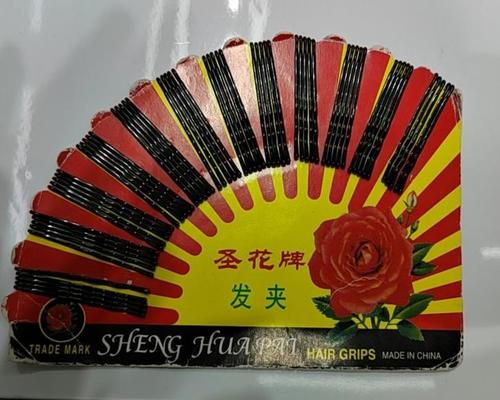 圣花牌
发夹
TRADE MARK SHENG HUA PAI HAIR GRIPS MADE IN CHINA